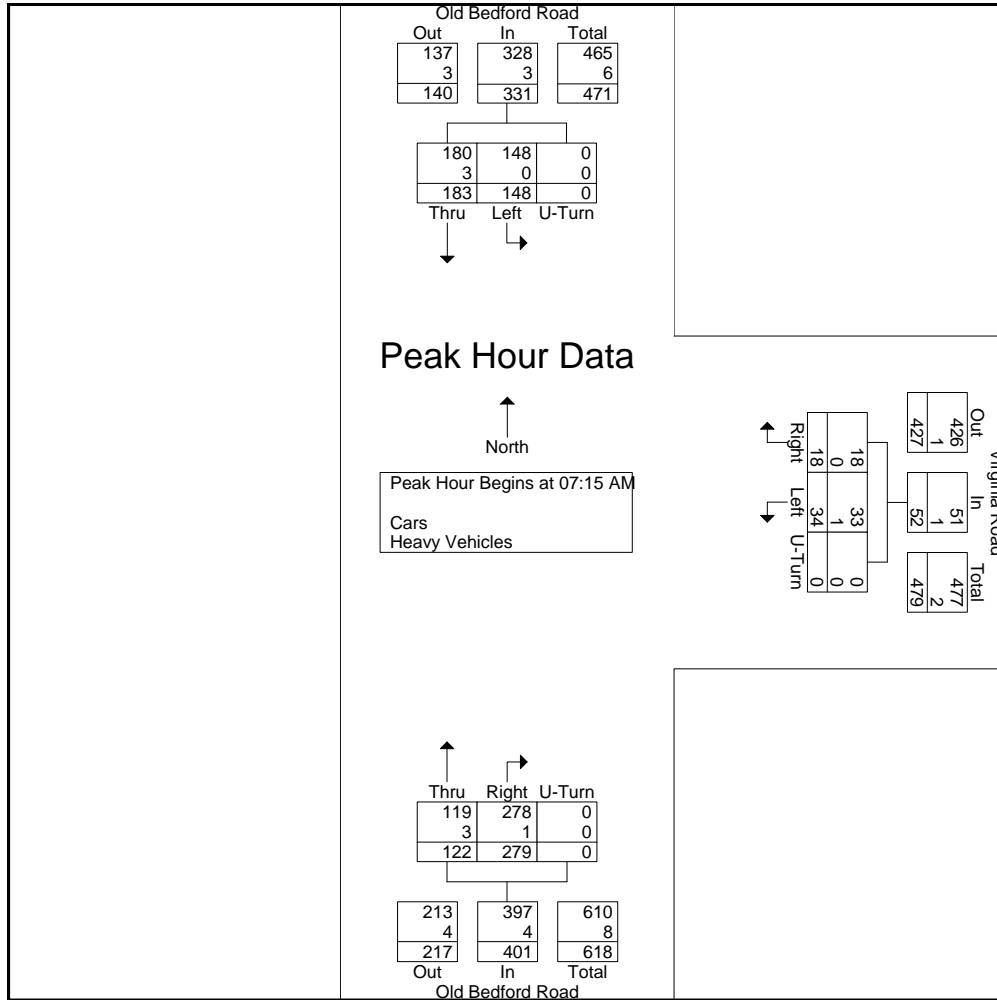 Old Bedford Road
Out In Total
137 328 465
3 3 6
140 331 471
180 148 0
3 0 0
183 148 0
Thru Left U-Turn
Peak Hour Data
North
Peak Hour Begins at 07:15 AM
Cars
Heavy Vehicles
Virginia Road
Out In Total
426 51 477
1 1 2
427 52 479
18 33 0
0 1 0
18 34 0
Right Left U-Turn
Thru Right U-Turn
119 278 0
3 1 0
122 279 0
213 397 610
4 4 8
217 401 618
Out In Total
Old Bedford Road